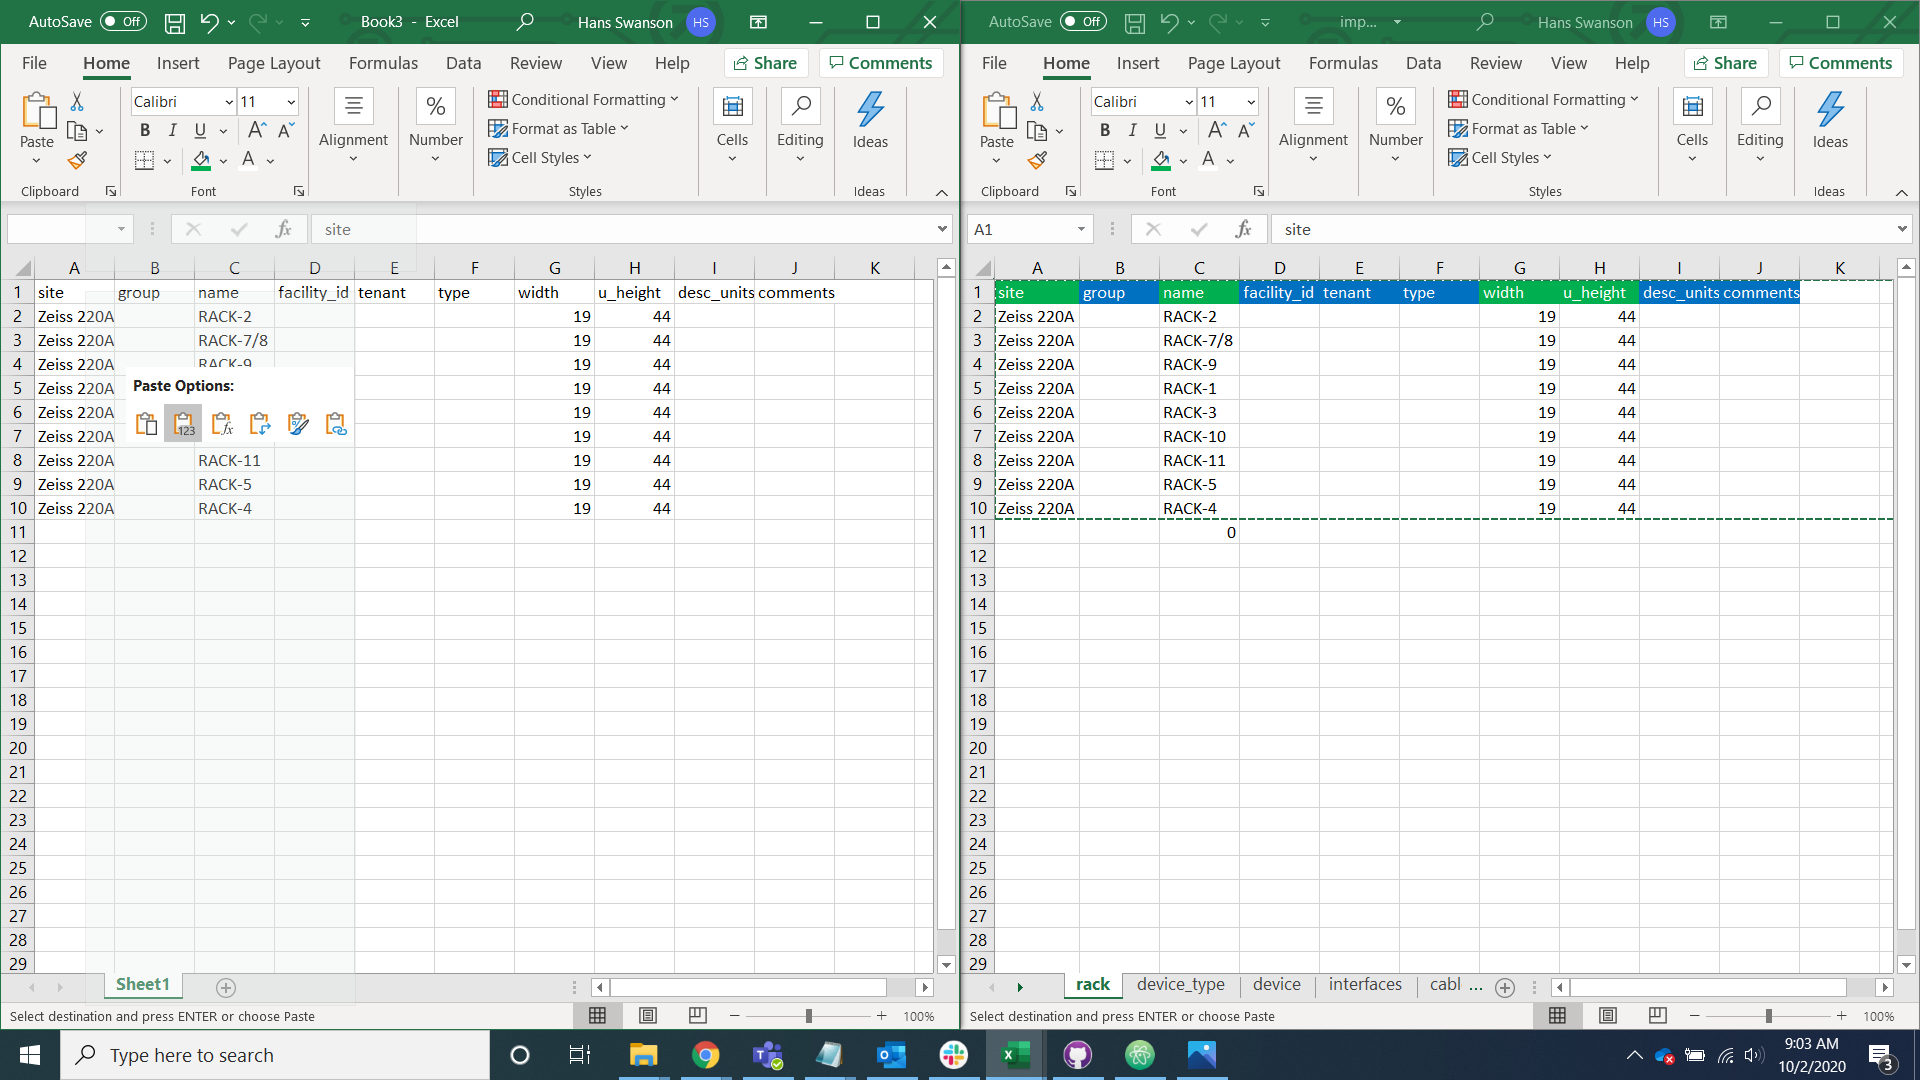 AutoSave Off Book3 - Excel Hans Swanson HS
File Home Insert Page Layout Formulas Data Review View Help Share Comments
Paste Calibri 11 B I U A A A Alignment % Number Conditional Formatting Format as Table Cell Styles Cells Editing Ideas
Clipboard Font Styles Ideas
fx site
A B C D E F G H I J K
1 site group name facility_id tenant type width u_height desc_units comments
2 Zeiss 220A RACK-2 19 44
3 Zeiss 220A RACK-7/8 19 44
4 Zeiss 220A RACK-9 19 44
5 Zeiss 220A 19 44
Paste Options:
6 Zeiss 220A 19 44
123 fx
7 Zeiss 220A 19 44
8 Zeiss 220A RACK-11 19 44
9 Zeiss 220A RACK-5 19 44
10 Zeiss 220A RACK-4 19 44
11
12
13
14
15
16
17
18
19
20
21
22
23
24
25
26
27
28
29
Sheet1
Select destination and press ENTER or choose Paste 100%
AutoSave Off imp... Hans Swanson HS
File Home Insert Page Layout Formulas Data Review View Help Share Comments
Paste Calibri 11 B I U A A A Alignment % Number Conditional Formatting Format as Table Cell Styles Cells Editing Ideas
Clipboard Font Styles Ideas
A1 fx site
A B C D E F G H I J K
1 site group name facility_id tenant type width u_height desc_units comments
2 Zeiss 220A RACK-2 19 44
3 Zeiss 220A RACK-7/8 19 44
4 Zeiss 220A RACK-9 19 44
5 Zeiss 220A RACK-1 19 44
6 Zeiss 220A RACK-3 19 44
7 Zeiss 220A RACK-10 19 44
8 Zeiss 220A RACK-11 19 44
9 Zeiss 220A RACK-5 19 44
10 Zeiss 220A RACK-4 19 44
11 0
12
13
14
15
16
17
18
19
20
21
22
23
24
25
26
27
28
29
rack device_type device interfaces cabl ...
Select destination and press ENTER or choose Paste 100%
Type here to search 9:03 AM
10/2/2020 3